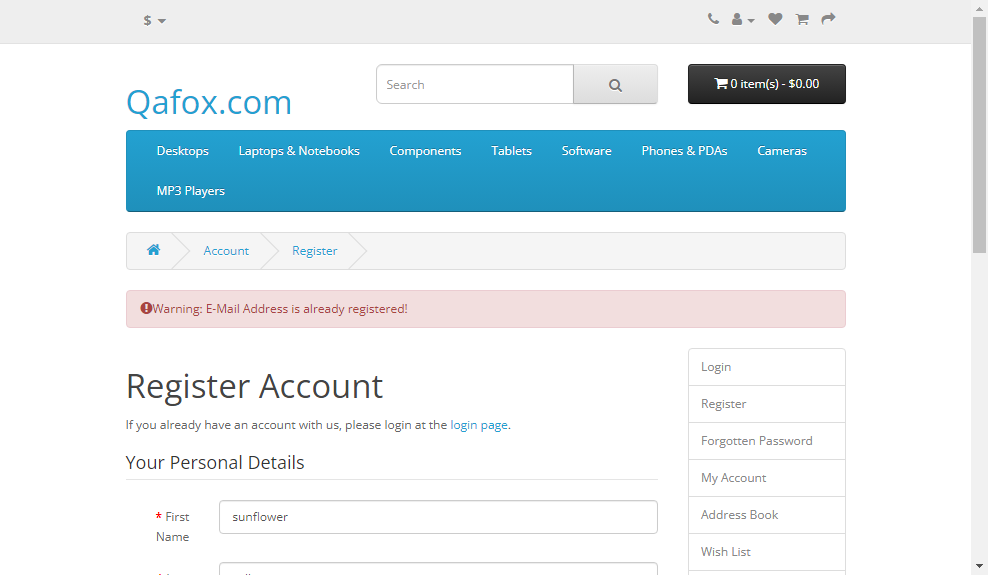 $
Search
0 item(s) - $0.00
Qafox.com
Desktops Laptops & Notebooks Components Tablets Software Phones & PDAs Cameras
MP3 Players
Account Register
Warning: E-Mail Address is already registered!
Register Account
If you already have an account with us, please login at the login page.
Your Personal Details
* First
Name
sunflower
Login
Register
Forgotten Password
My Account
Address Book
Wish List